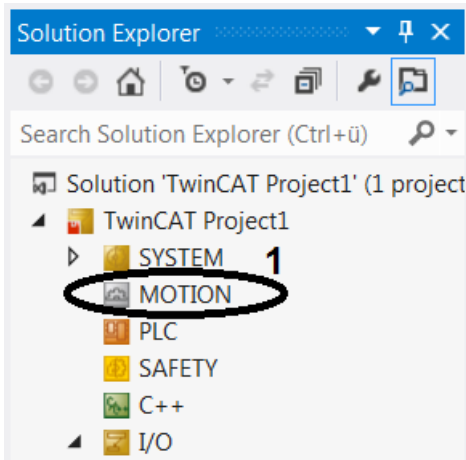 Solution Explorer
Search Solution Explorer (Ctrl+ü)
Solution 'TwinCAT Project1' (1 project
TwinCAT Project1
SYSTEM 1
MOTION
PLC
SAFETY
C++
I/O